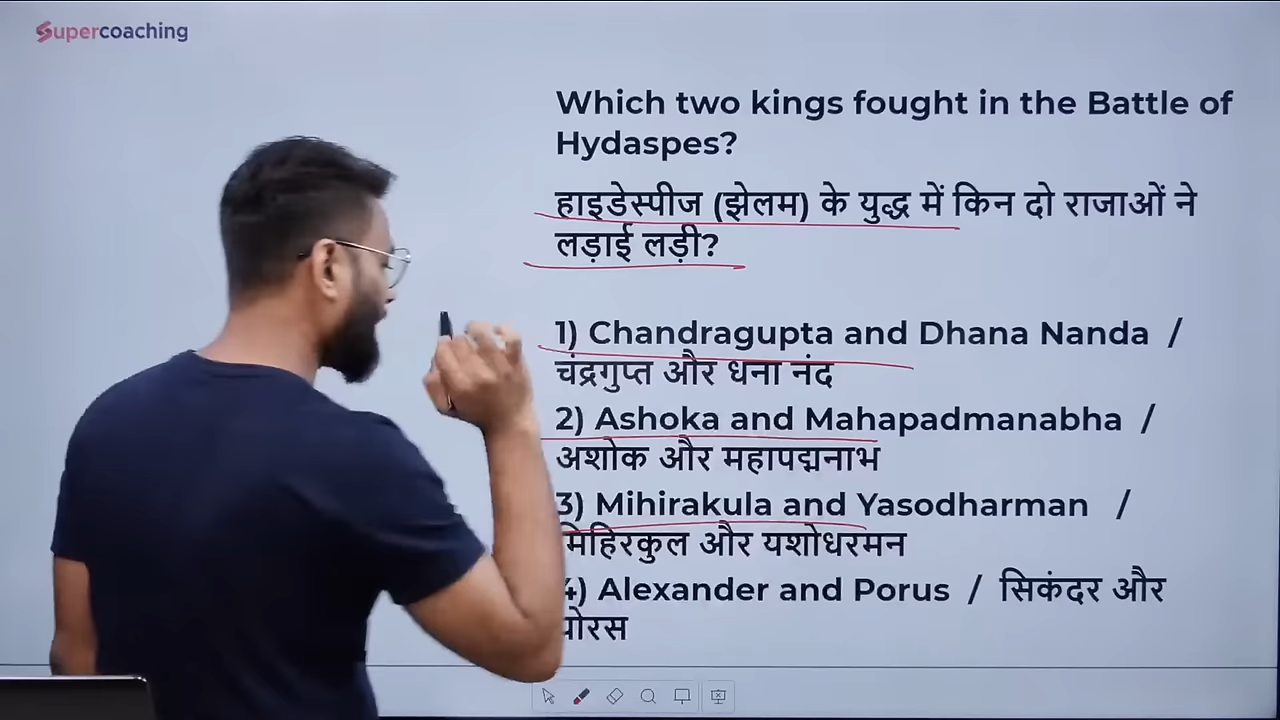 Supercoaching
Which two kings fought in the Battle of
Hydaspes?
हाइडेस्पीज (झेलम) के युद्ध में किन दो राजाओं ने
लड़ाई लड़ी?
1) Chandragupta and Dhana Nanda /
चंद्रगुप्त और धना नंद
2) Ashoka and Mahapadmanabha /
अशोक और महापद्मनाभ
3) Mihirakula and Yasodharman /
मिहिरकुल और यशोधरमन
4) Alexander and Porus / सिकंदर और
पोरस